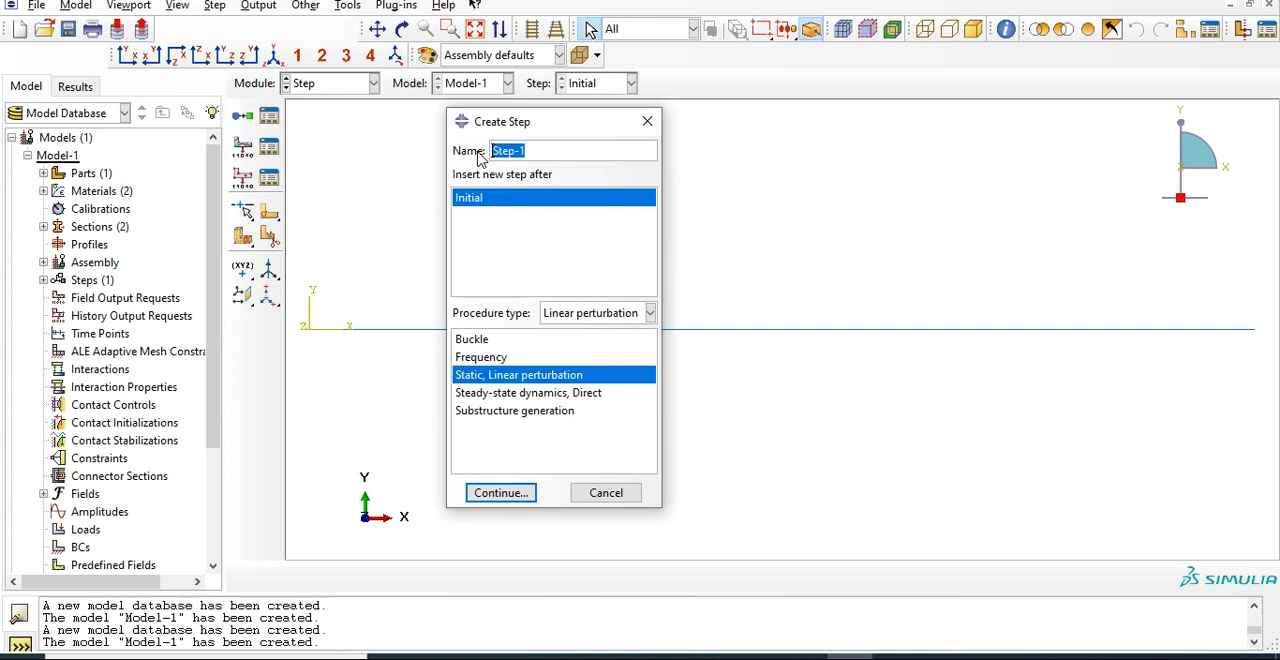 File Model Viewport View Step Output Other Tools Plug-ins Help
All
1 2 3 4
Assembly defaults
Model Results
Module: Step Model: Model-1 Step: Initial
Model Database
Models (1)
Model-1
Parts (1)
Materials (2)
Calibrations
Sections (2)
Profiles
Assembly
Steps (1)
Field Output Requests
History Output Requests
Time Points
ALE Adaptive Mesh Constra
Interactions
Interaction Properties
Contact Controls
Contact Initializations
Contact Stabilizations
Constraints
Connector Sections
Fields
Amplitudes
Loads
BCs
Predefined Fields
Create Step
Name: Step-1
Insert new step after
Initial
Procedure type: Linear perturbation
Buckle
Frequency
Static, Linear perturbation
Steady-state dynamics, Direct
Substructure generation
Continue... Cancel
Y
Z X
Y
X
Y
Z X
SIMULIA
A new model database has been created.
The model "Model-1" has been created.
A new model database has been created.
The model "Model-1" has been created.
>>>